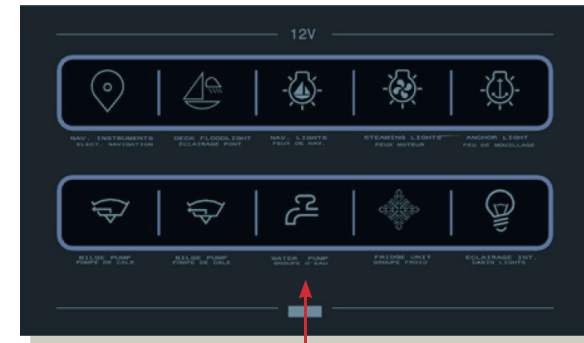 12V
NAV. INSTRUMENTS
ELECT. NAVIGATION
DECK FLOODLIGHT
ECLAIRAGE PONT
NAV. LIGHTS
FEUX DE NAV.
STEAMING LIGHTS
FEUX MOTEUR
ANCHOR LIGHT
FEU DE MOUILLAGE
BILGE PUMP
POMPE DE CALE
BILGE PUMP
POMPE DE CALE
WATER PUMP
GROUPE D'EAU
FRIDGE UNIT
GROUPE FROID
ECLAIRAGE INT.
CABIN LIGHTS